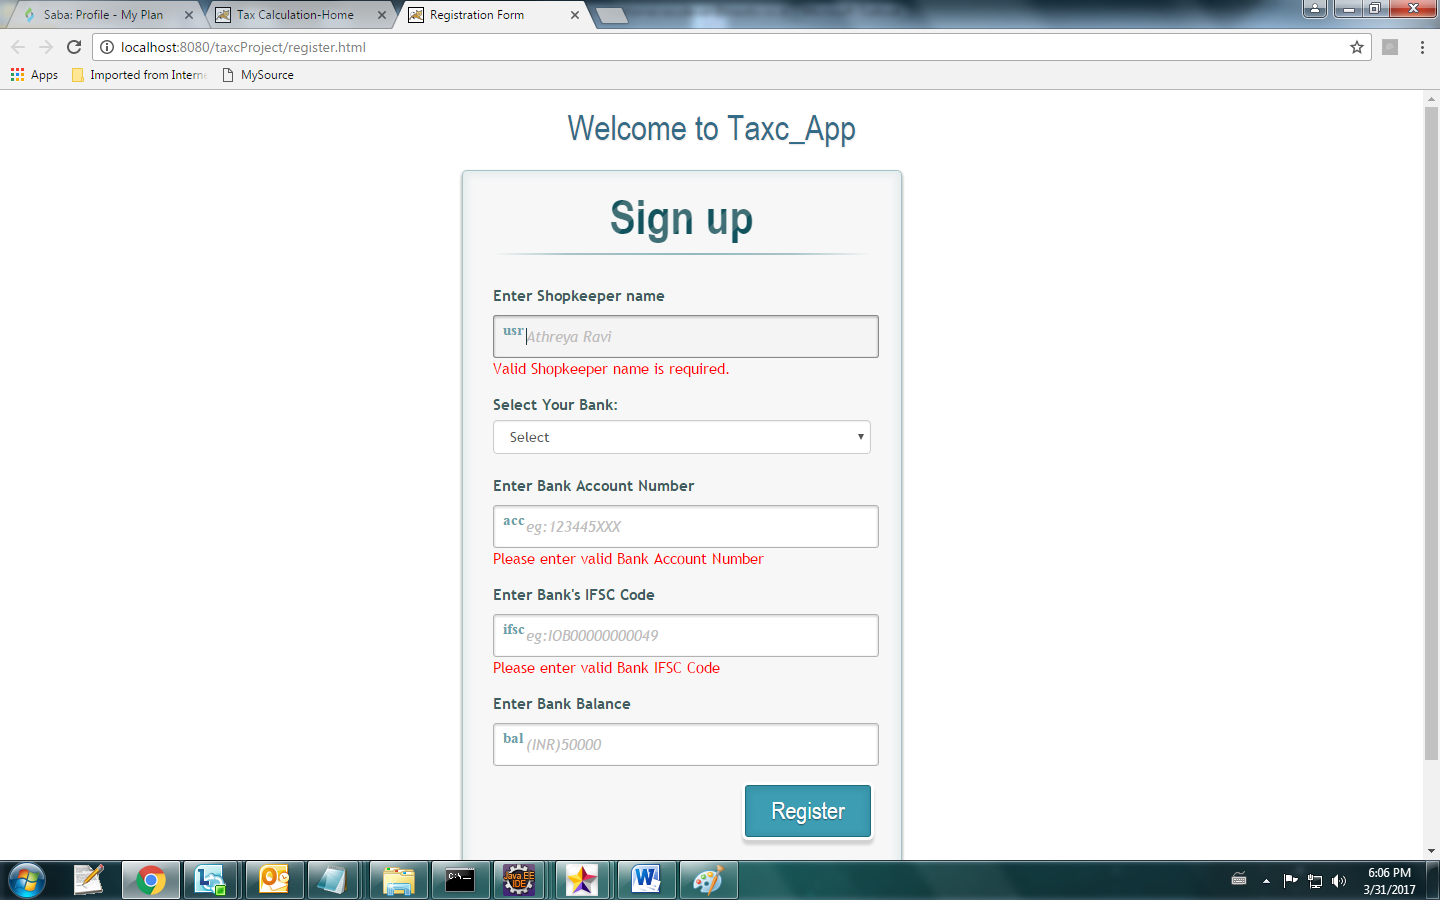 Saba: Profile - My Plan
Tax Calculation-Home
Registration Form
localhost:8080/taxcProject/register.html
Apps
Imported from Intern
MySource
Welcome to Taxc_App
Sign up
Enter Shopkeeper name
usr Athreya Ravi
Valid Shopkeeper name is required.
Select Your Bank:
Select
Enter Bank Account Number
acc eg:123445XXX
Please enter valid Bank Account Number
Enter Bank's IFSC Code
ifsc eg:IOB00000000049
Please enter valid Bank IFSC Code
Enter Bank Balance
bal (INR)50000
Register
C:\_
Java EE
IDE
6:06 PM
3/31/2017